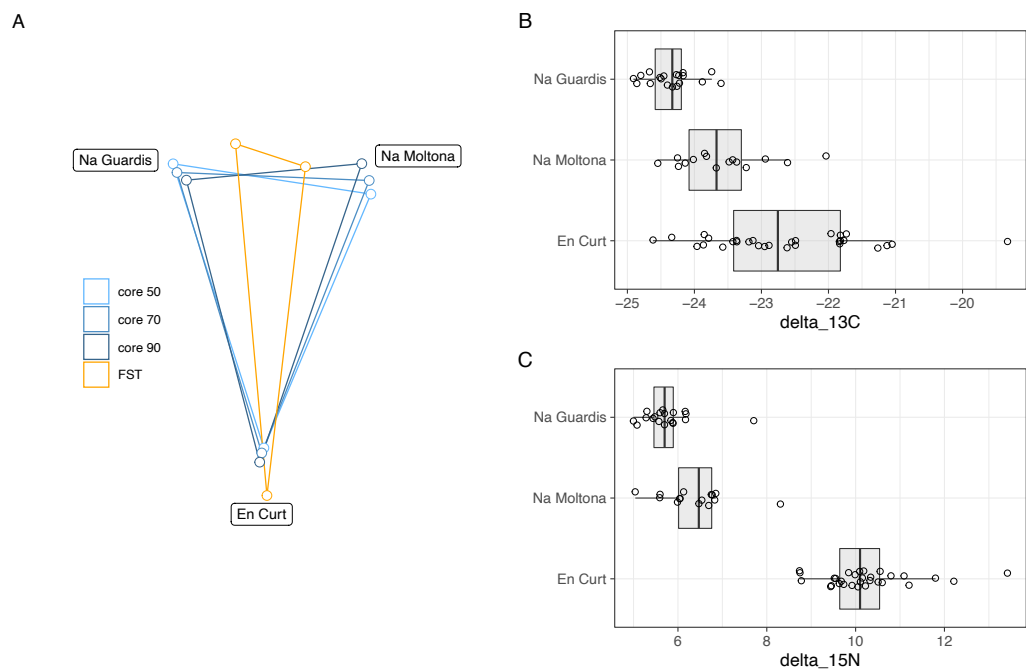 A
Na Guardis
Na Moltona
core 50
core 70
core 90
FST
En Curt
B
Na Guardis
Na Moltona
En Curt
−25 −24 −23 −22 −21 −20
delta_13C
C
Na Guardis
Na Moltona
En Curt
6 8 10 12
delta_15N